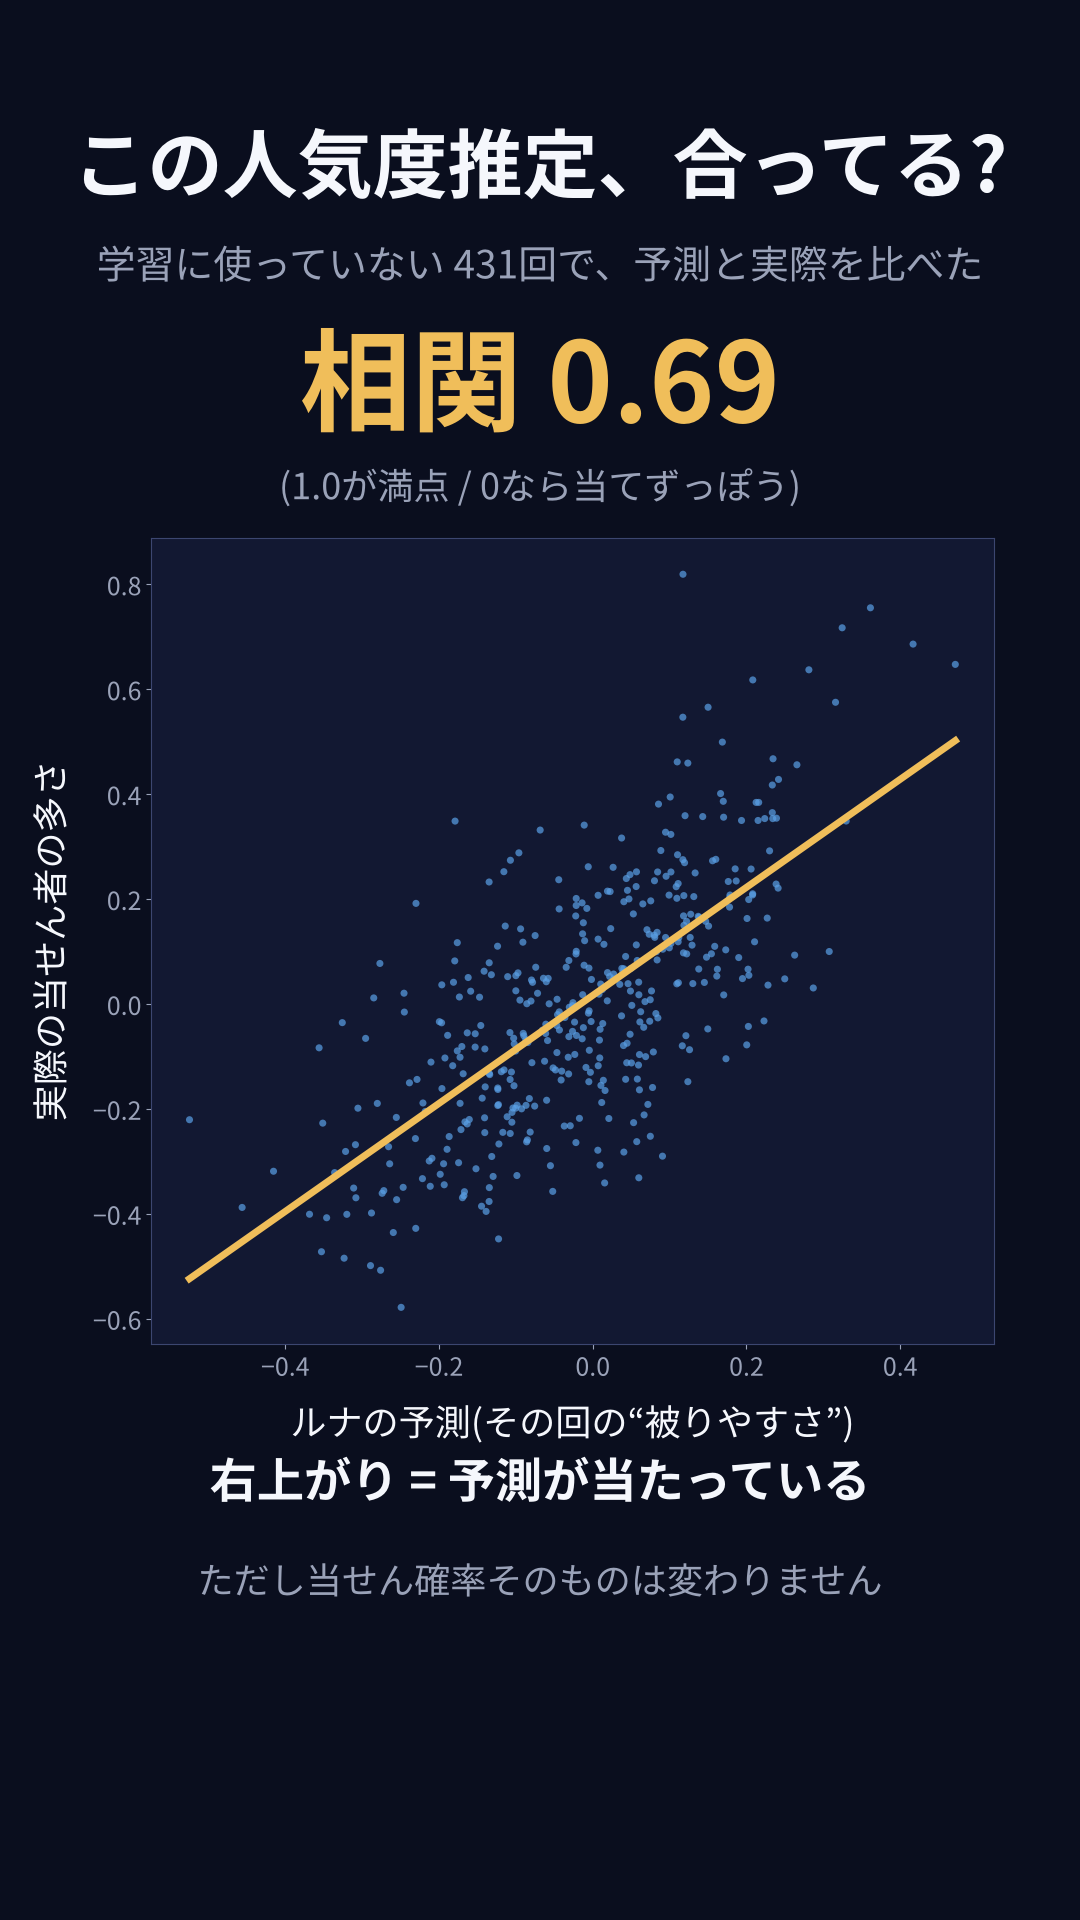 この人気度推定、合ってる?
学習に使っていない 431回で、予測と実際を比べた
相関 0.69
(1.0が満点 / 0なら当てずっぽう)
実際の当せん者の多さ
0.8
0.6
0.4
0.2
0.0
−0.2
−0.4
−0.6
−0.4 −0.2 0.0 0.2 0.4
ルナの予測(その回の“被りやすさ”)
右上がり = 予測が当たっている
ただし当せん確率そのものは変わりません